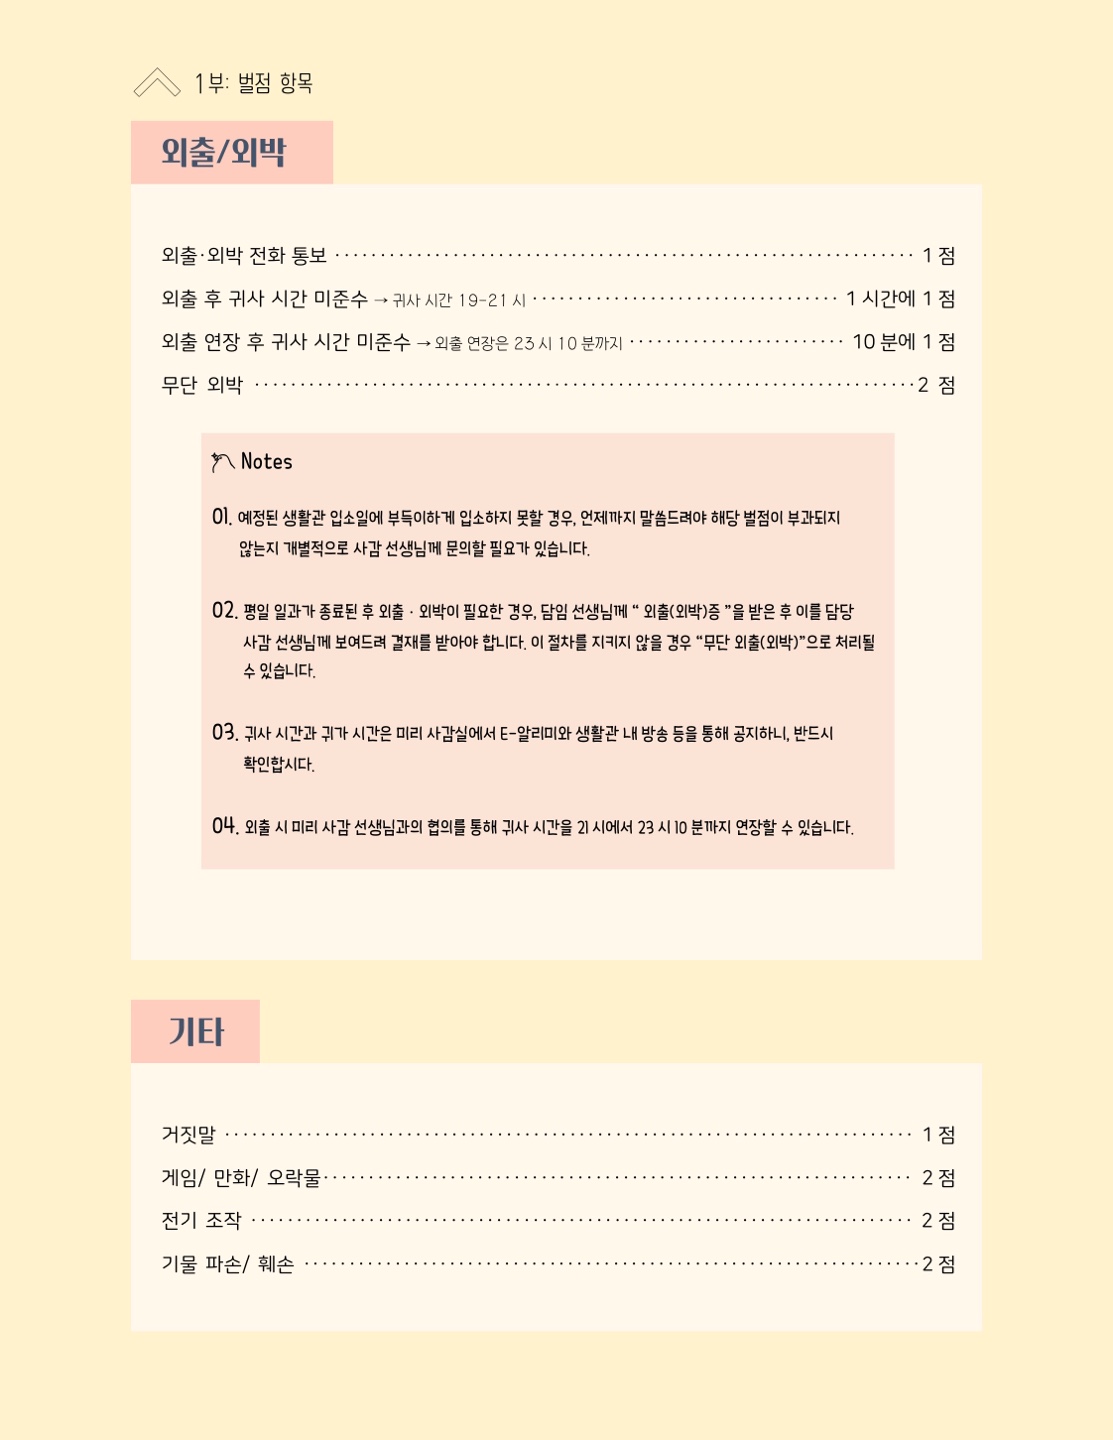 1부: 벌점 항목
외출/외박
외출·외박 전화 통보 ································································ 1 점
외출 후 귀사 시간 미준수 → 귀사 시간 19-21 시 ·································· 1 시간에 1 점
외출 연장 후 귀사 시간 미준수 → 외출 연장은 23 시 10 분까지 ························ 10 분에 1 점
무단 외박 ·········································································2 점
Notes
01. 예정된 생활관 입소일에 부득이하게 입소하지 못할 경우, 언제까지 말씀드려야 해당 벌점이 부과되지
않는지 개별적으로 사감 선생님께 문의할 필요가 있습니다.
02. 평일 일과가 종료된 후 외출 · 외박이 필요한 경우, 담임 선생님께 “ 외출(외박)증 ”을 받은 후 이를 담당
사감 선생님께 보여드려 결재를 받아야 합니다. 이 절차를 지키지 않을 경우 “무단 외출(외박)”으로 처리될
수 있습니다.
03. 귀사 시간과 귀가 시간은 미리 사감실에서 E-알리미와 생활관 내 방송 등을 통해 공지하니, 반드시
확인합시다.
04. 외출 시 미리 사감 선생님과의 협의를 통해 귀사 시간을 21 시에서 23 시 10 분까지 연장할 수 있습니다.
기타
거짓말 ············································································ 1 점
게임/ 만화/ 오락물································································· 2 점
전기 조작 ········································································· 2 점
기물 파손/ 훼손 ····································································2 점